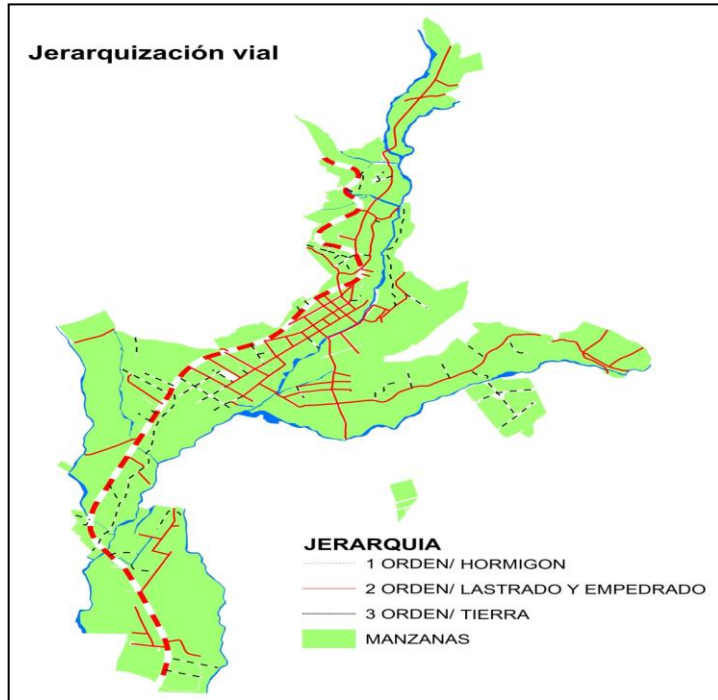 Jerarquización vial
JERARQUIA
1 ORDEN/ HORMIGON
2 ORDEN/ LASTRADO Y EMPEDRADO
3 ORDEN/ TIERRA
MANZANAS